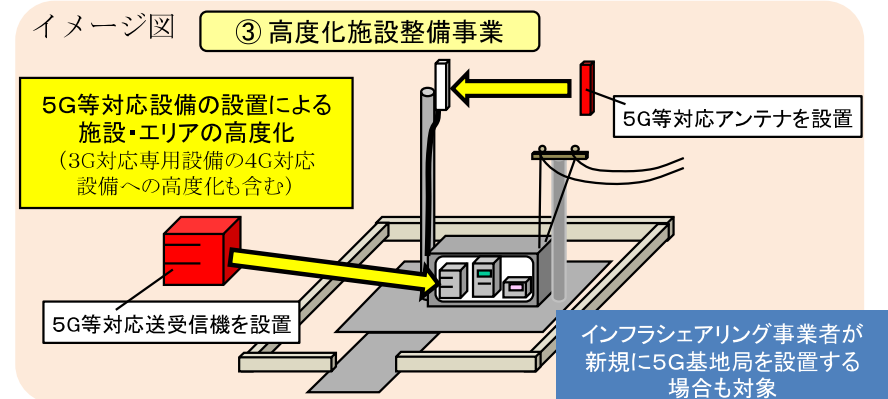 イメージ図
③ 高度化施設整備事業
5G等対応設備の設置による
施設・エリアの高度化
（3G対応専用設備の4G対応
設備への高度化も含む）
5G等対応アンテナを設置
5G等対応送受信機を設置
インフラシェアリング事業者が
新規に5G基地局を設置する
場合も対象